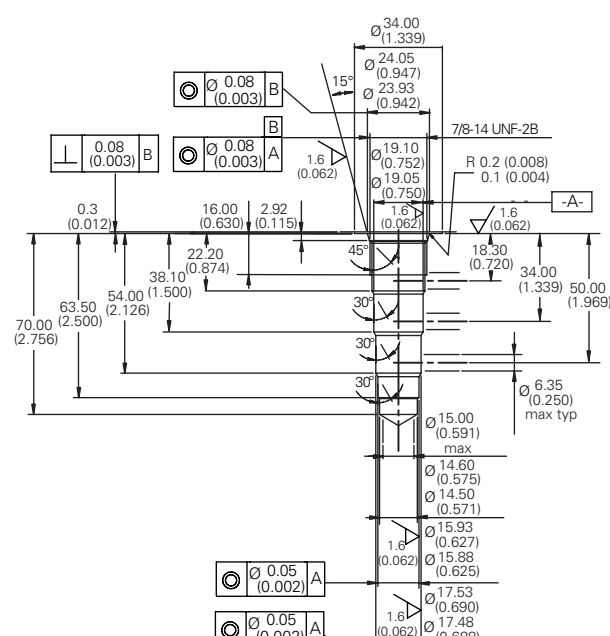 Ø 34.00
(1.339)
Ø 24.05
(0.947)
Ø 23.93
(0.942)
15°
Ø 0.08
(0.003)
B
B
Ø 0.08
(0.003)
A
0.08
(0.003)
B
7/8-14 UNF-2B
1.6
(0.062)
Ø 19.10
(0.752)
Ø 19.05
(0.750)
R 0.2 (0.008)
0.1 (0.004)
-A-
1.6
(0.062)
1.6
(0.062)
0.3
(0.012)
16.00
(0.630)
2.92
(0.115)
45°
18.30
(0.720)
22.20
(0.874)
34.00
(1.339)
38.10
(1.500)
50.00
(1.969)
54.00
(2.126)
63.50
(2.500)
70.00
(2.756)
30°
30°
30°
Ø 6.35
(0.250)
max typ
Ø 15.00
(0.591)
max
Ø 14.60
(0.575)
Ø 14.50
(0.571)
1.6
(0.062)
Ø 15.93
(0.627)
Ø 15.88
(0.625)
Ø 0.05
(0.002)
A
Ø 17.53
(0.690)
1.6
(0.062)
Ø 17.48
Ø 0.05
A